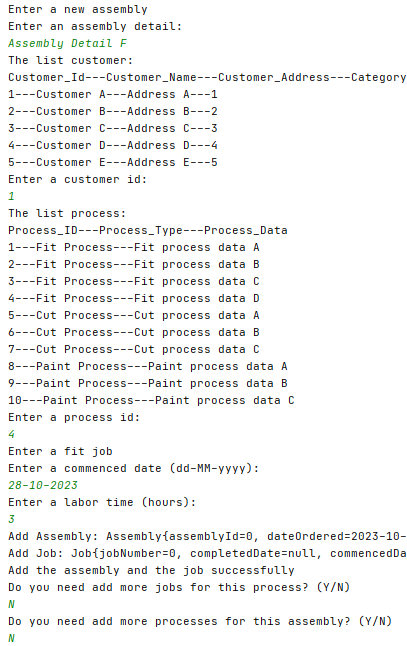 Enter a new assembly
Enter an assembly detail:
Assembly Detail F
The list customer:
Customer_Id---Customer_Name---Customer_Address---Category
1---Customer A---Address A---1
2---Customer B---Address B---2
3---Customer C---Address C---3
4---Customer D---Address D---4
5---Customer E---Address E---5
Enter a customer id:
1
The list process:
Process_ID---Process_Type---Process_Data
1---Fit Process---Fit process data A
2---Fit Process---Fit process data B
3---Fit Process---Fit process data C
4---Fit Process---Fit process data D
5---Cut Process---Cut process data A
6---Cut Process---Cut process data B
7---Cut Process---Cut process data C
8---Paint Process---Paint process data A
9---Paint Process---Paint process data B
10---Paint Process---Paint process data C
Enter a process id:
4
Enter a fit job
Enter a commenced date (dd-MM-yyyy):
28-10-2023
Enter a labor time (hours):
3
Add Assembly: Assembly{assemblyId=0, dateOrdered=2023-10-
Add Job: Job{jobNumber=0, completedDate=null, commencedDa
Add the assembly and the job successfully
Do you need add more jobs for this process? (Y/N)
N
Do you need add more processes for this assembly? (Y/N)
N